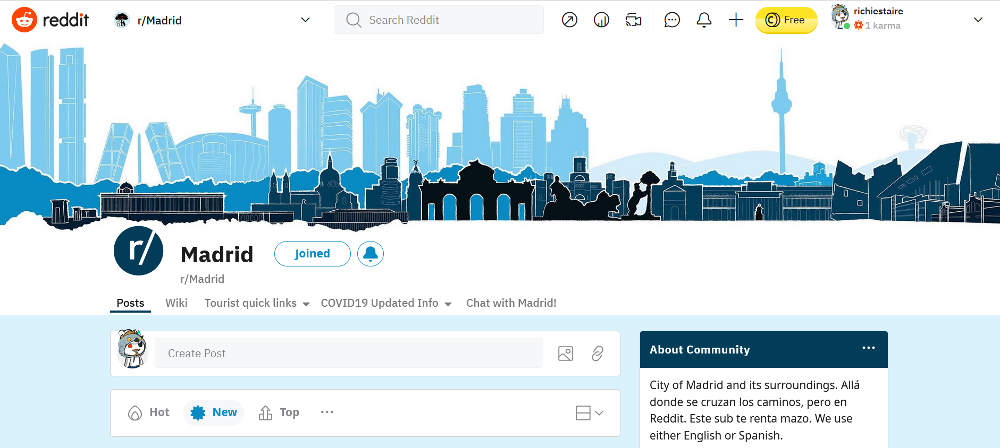 reddit r/Madrid Search Reddit Free richiestaire
1 karma
r/
Madrid Joined
r/Madrid
Posts Wiki Tourist quick links COVID19 Updated Info Chat with Madrid!
Create Post
Hot New Top
About Community
City of Madrid and its surroundings. Allá
donde se cruzan los caminos, pero en
Reddit. Este sub te renta mazo. We use
either English or Spanish.